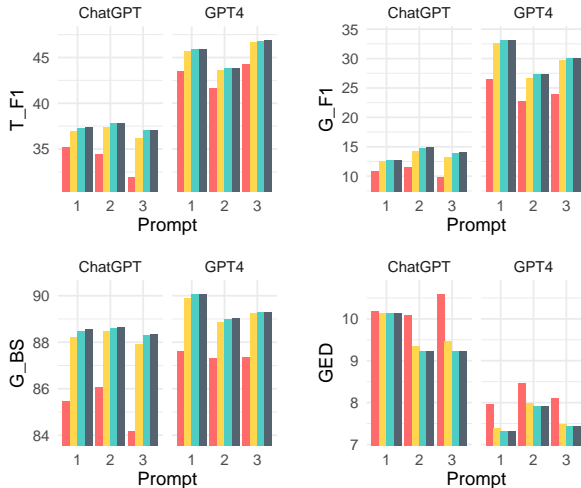 ChatGPT GPT4
T_F1
45
40
35
1 2 3 1 2 3
Prompt
ChatGPT GPT4
G_F1
35
30
25
20
15
10
1 2 3 1 2 3
Prompt
ChatGPT GPT4
G_BS
90
88
86
84
1 2 3 1 2 3
Prompt
ChatGPT GPT4
GED
10
9
8
7
1 2 3 1 2 3
Prompt